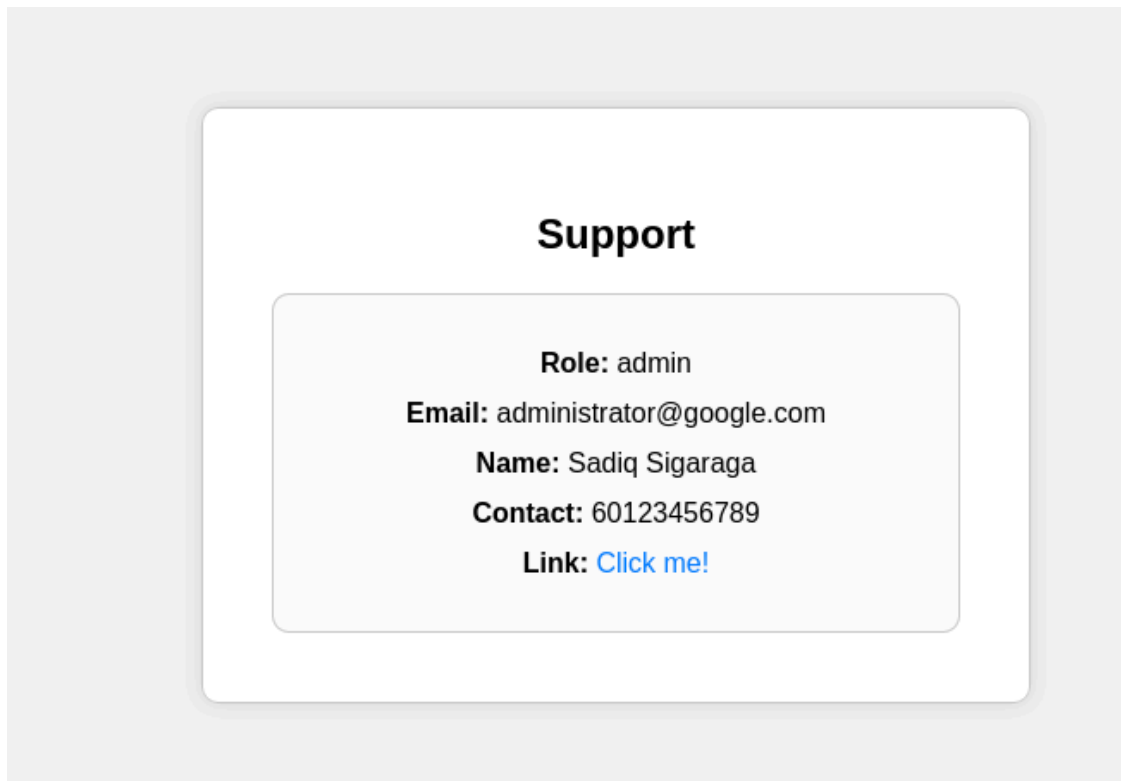 Support
Role: admin
Email: administrator@google.com
Name: Sadiq Sigaraga
Contact: 60123456789
Link: Click me!